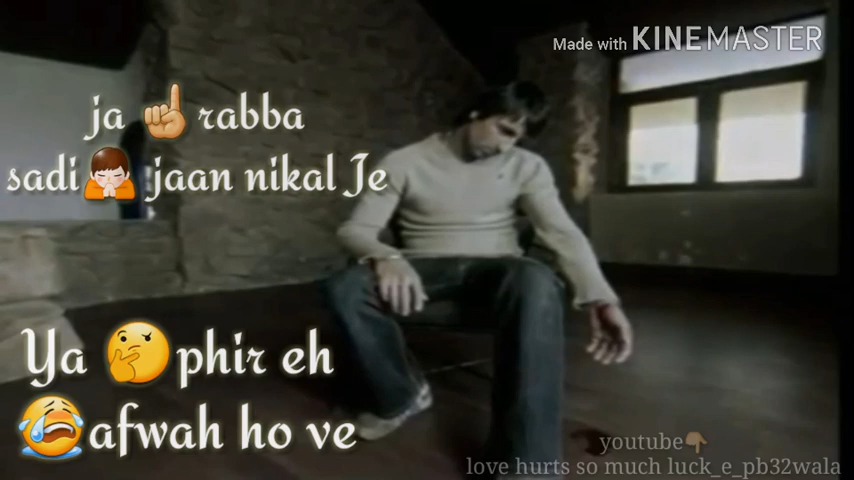 Made with KINEMASTER
ja ☝🏼 rabba
sadi🙏🏼jaan nikal Je
Ya 🤔phir eh
😭afwah ho ve
youtube👇🏽
love hurts so much luck_e_pb32wala